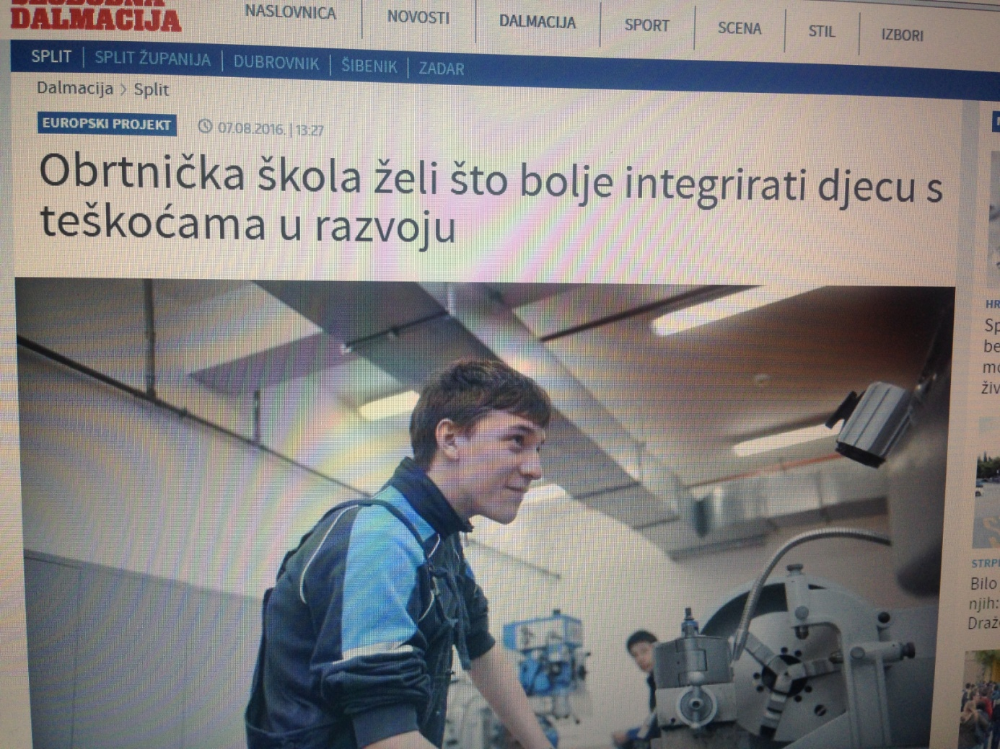 SLOBODNA
DALMACIJA
NASLOVNICA
NOVOSTI
DALMACIJA
SPORT
SCENA
STIL
IZBORI
SPLIT
SPLIT ŽUPANIJA
DUBROVNIK
ŠIBENIK
ZADAR
Dalmacija > Split
EUROPSKI PROJEKT
07.08.2016. | 13:27
Obrtnička škola želi što bolje integrirati djecu s
teškoćama u razvoju
HR
Sp
be
mo
živ
STRP
Bilo
njih:
Draž